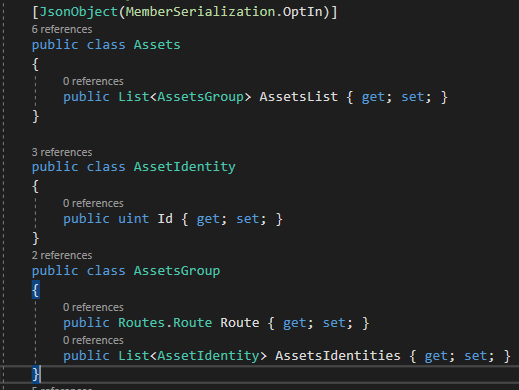 [JsonObject(MemberSerialization.OptIn)]
6 references
public class Assets
{
0 references
public List<AssetsGroup> AssetsList { get; set; }
}
3 references
public class AssetIdentity
{
0 references
public uint Id { get; set; }
}
2 references
public class AssetsGroup
{
0 references
public Routes.Route Route { get; set; }
0 references
public List<AssetIdentity> AssetsIdentities { get; set; }
}
5 references